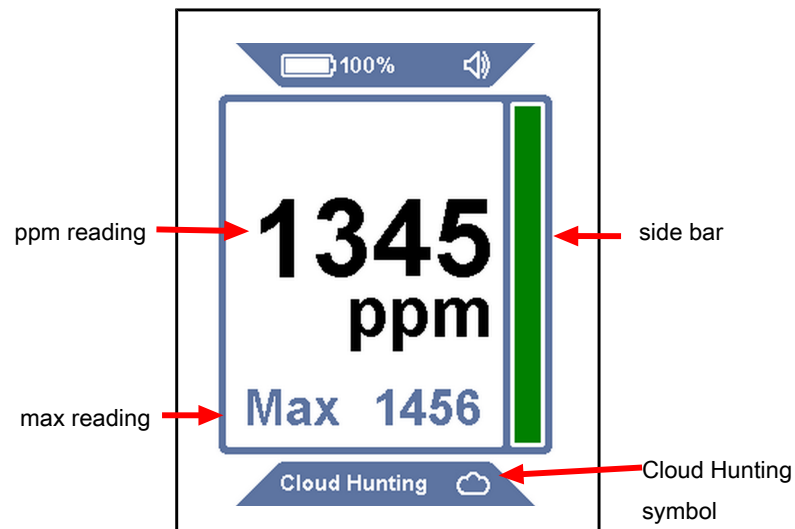 100%
ppm reading
1345
side bar
ppm
max reading
Max 1456
Cloud Hunting
Cloud Hunting
symbol